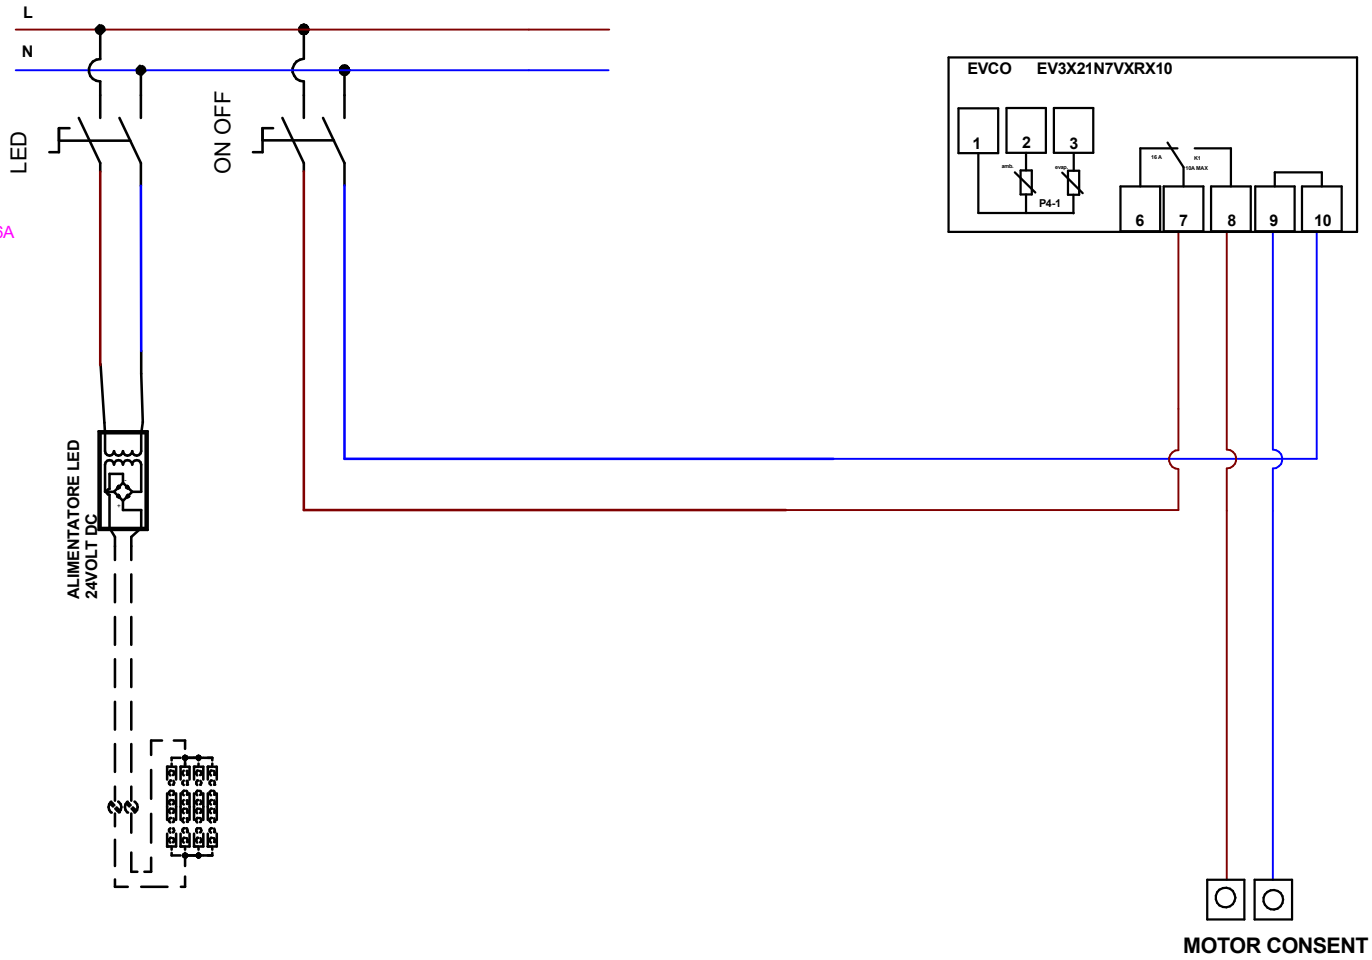 L
N
LED
ON OFF
6A
ALIMENTATORE LED
24VOLT DC
EVCO EV3X21N7VXRX10
1
2
3
amb.
evap.
P4-1
16 A
K1
10A MAX
6
7
8
9
10
MOTOR CONSENT